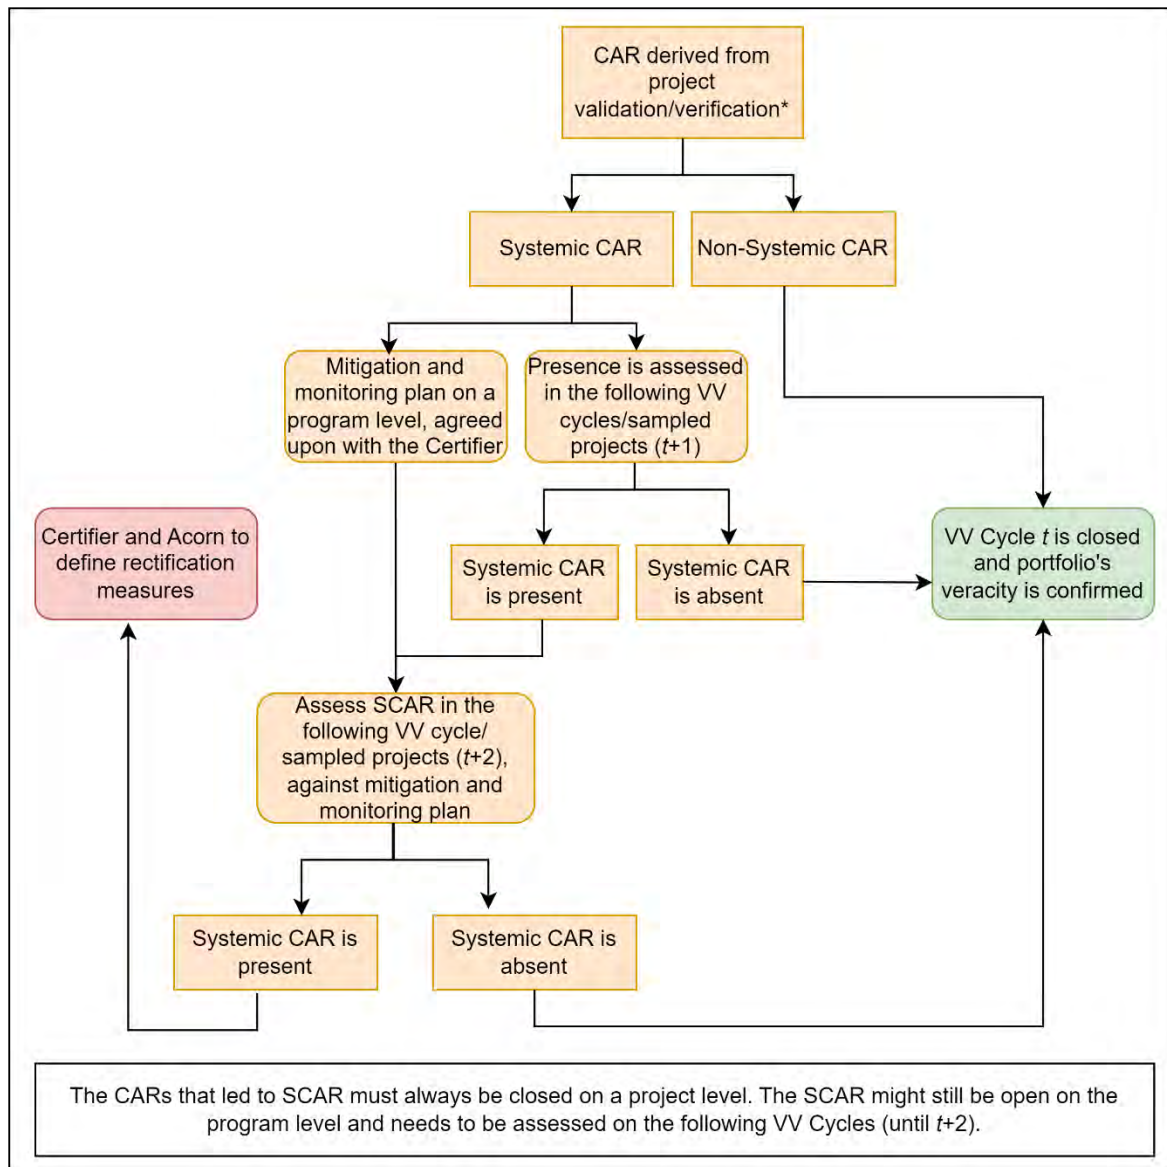 CAR derived from
project
validation/verification*
Systemic CAR
Non-Systemic CAR
Mitigation and
monitoring plan on a
program level, agreed
upon with the Certifier
Presence is assessed
in the following VV
cycles/sampled
projects (t+1)
Certifier and Acorn to
define rectification
measures
Systemic CAR
is present
Systemic CAR
is absent
VV Cycle t is closed
and portfolio's
veracity is confirmed
Assess SCAR in the
following VV cycle/
sampled projects (t+2),
against mitigation and
monitoring plan
Systemic CAR is
present
Systemic CAR is
absent
The CARs that led to SCAR must always be closed on a project level. The SCAR might still be open on the
program level and needs to be assessed on the following VV Cycles (until t+2).